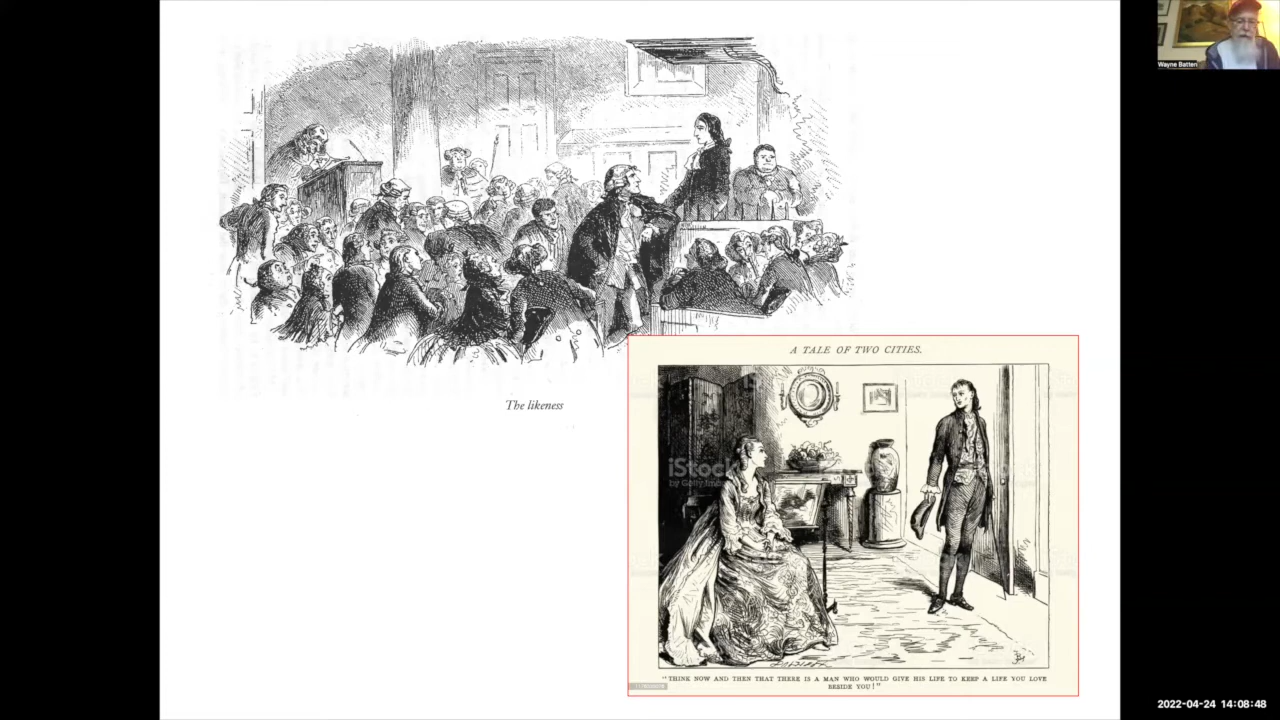 Wayne Batten
The likeness
A TALE OF TWO CITIES.
iStock
"THINK NOW AND THEN THAT THERE IS A MAN WHO WOULD GIVE HIS LIFE TO KEEP A LIFE YOU LOVE
BESIDE YOU!"
2022-04-24 14:08:48